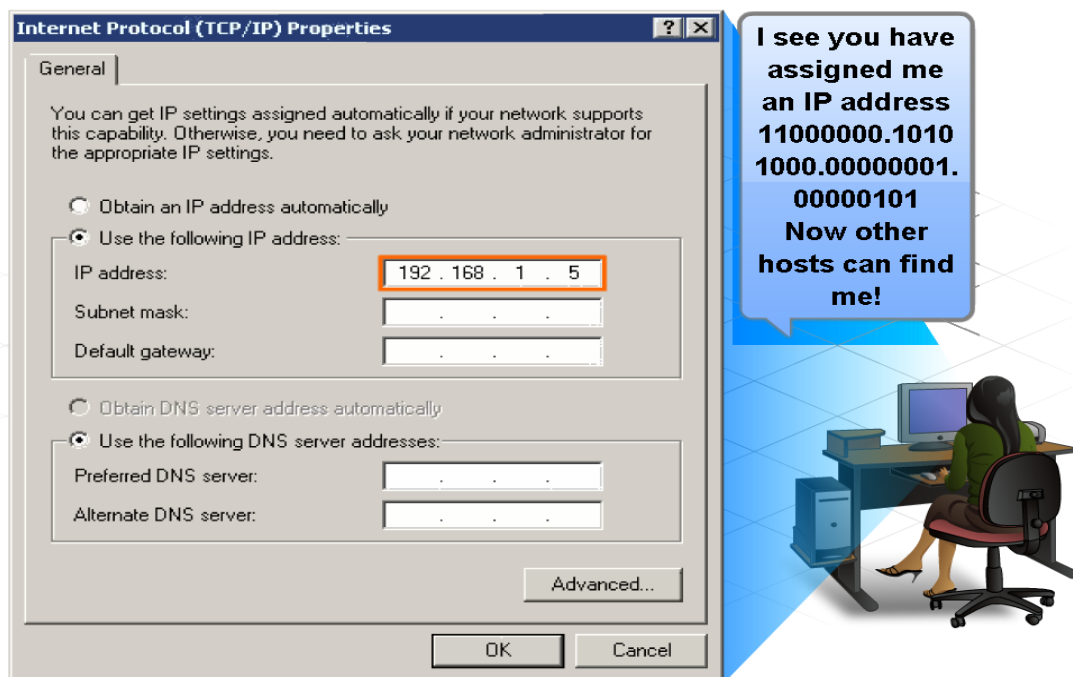 Internet Protocol (TCP/IP) Properties
General
You can get IP settings assigned automatically if your network supports
this capability. Otherwise, you need to ask your network administrator for
the appropriate IP settings.
Obtain an IP address automatically
Use the following IP address:
IP address: 192 . 168 . 1 . 5
Subnet mask: . . .
Default gateway: . . .
Obtain DNS server address automatically
Use the following DNS server addresses:
Preferred DNS server: . . .
Alternate DNS server: . . .
Advanced...
OK Cancel
I see you have
assigned me
an IP address
11000000.1010
1000.00000001.
00000101
Now other
hosts can find
me!